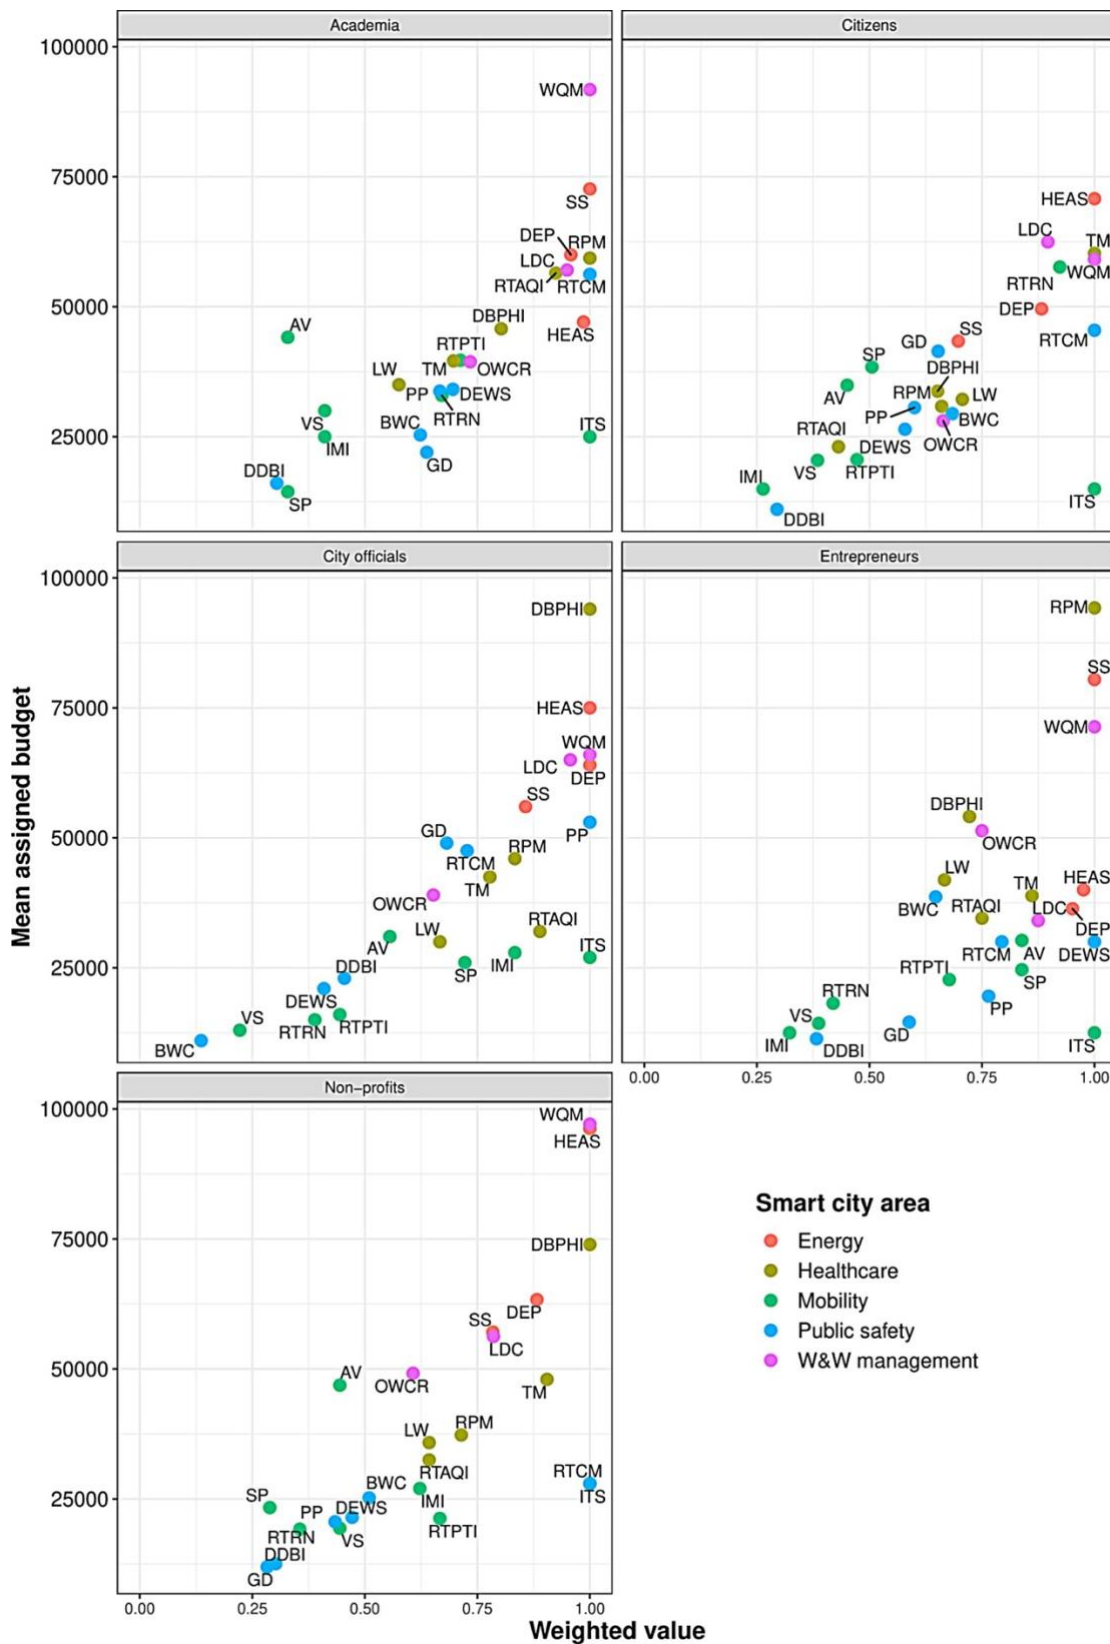 Academia
Citizens
100000
WQM
75000
SS
DEP
RPM
LDC
RTAQI
RTCM
50000
DBPHI
HEAS
AV
RTPTI
LW
TM
OWCR
PP
DEWS
VS
BWC
RTRN
ITS
25000
IMI
GD
DDBI
SP
HEAS
LDC
TM
WQM
RTRN
DEP
RTCM
GD
SS
SP
DBPHI
AV
RPM
LW
PP
BWC
RTAQI
DEWS
OWCR
VS
RTPTI
IMI
DDBI
ITS
City officials
Entrepreneurs
100000
DBPHI
75000
HEAS
WQM
LDC
DEP
SS
50000
GD
PP
RTCM
RPM
TM
OWCR
LW
RTAQI
AV
ITS
25000
SP
IMI
DDBI
DEWS
VS
RTRN
RTPTI
BWC
RPM
SS
WQM
DBPHI
OWCR
LW
TM
HEAS
BWC
RTAQI
LDC
DEP
RTCM
AV
DEWS
RTPTI
SP
RTRN
PP
VS
GD
IMI
DDBI
ITS
0.00 0.25 0.50 0.75 1.00
Non−profits
100000
WQM
HEAS
75000
DBPHI
DEP
SS
LDC
50000
AV
OWCR
TM
LW
RPM
RTAQI
RTCM
BWC
25000
SP
IMI
ITS
PP
DEWS
RTRN
VS
RTPTI
DDBI
GD
0.00 0.25 0.50 0.75 1.00
Mean assigned budget
Weighted value
Smart city area
Energy
Healthcare
Mobility
Public safety
W&W management